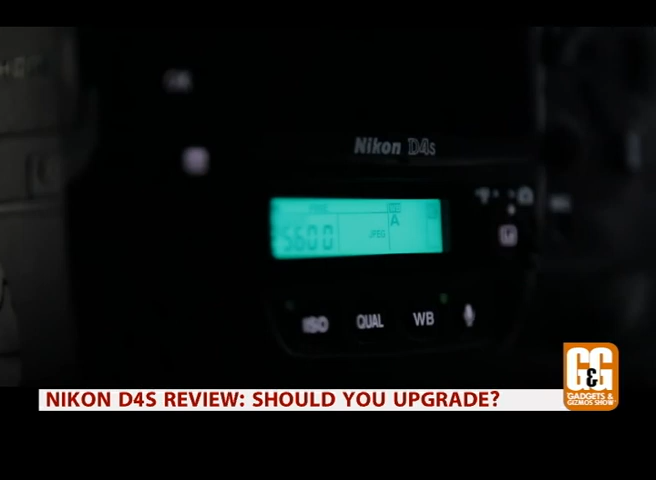 Nikon D4s
A
5600
JPEG
ISO
QUAL
WB
NIKON D4S REVIEW: SHOULD YOU UPGRADE?
G&G
GADGETS &
GIZMOS SHOW